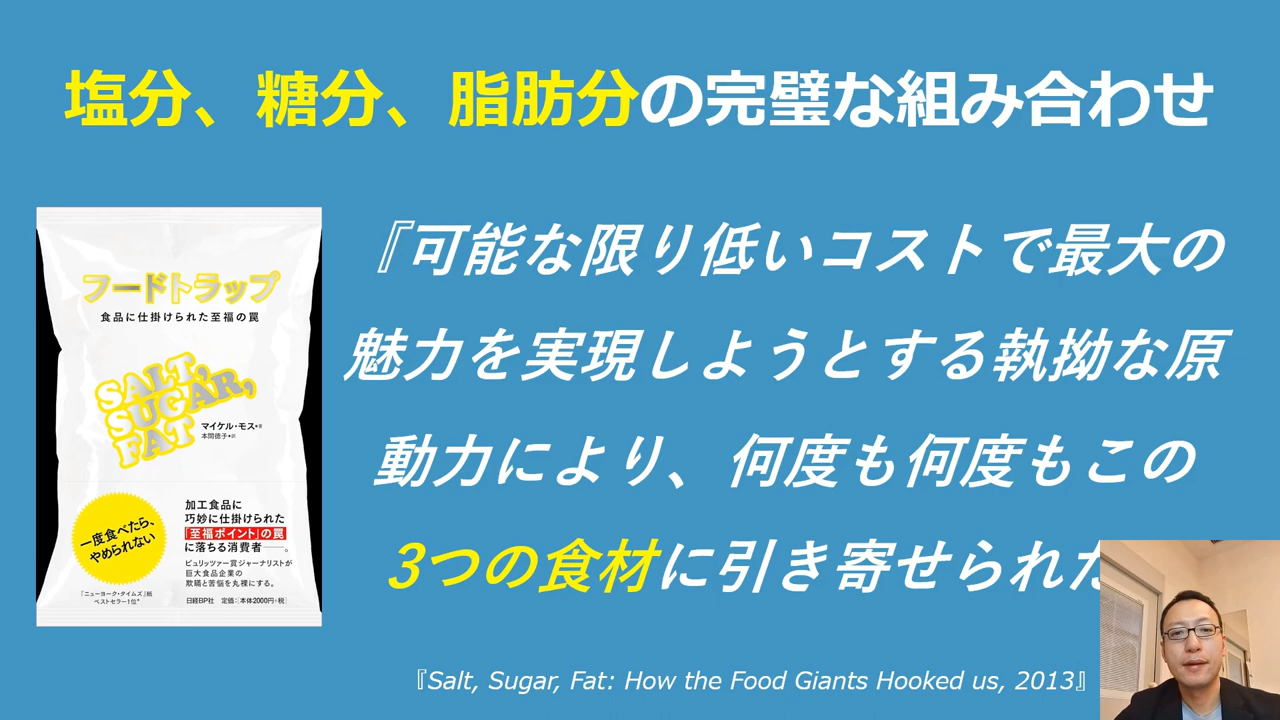 塩分、糖分、脂肪分の完璧な組み合わせ
『可能な限り低いコストで最大の
魅力を実現しようとする執拗な原
動力により、何度も何度もこの
3つの食材に引き寄せられた
フードトラップ
食品に仕掛けられた至福の罠
SALT,
SUGAR,
FAT
マイケル・モス●著
本間徳子●訳
一度食べたら、
やめられない
『ニューヨーク・タイムズ』紙
ベストセラー1位*
加工食品に
巧妙に仕掛けられた
「至福ポイント」の罠
に落ちる消費者——。
ピュリッツァー賞ジャーナリストが
巨大食品企業の
欺瞞と苦悩を丸裸にする。
日経BP社 定価:[本体2000円+税]
『Salt, Sugar, Fat: How the Food Giants Hooked us, 2013』